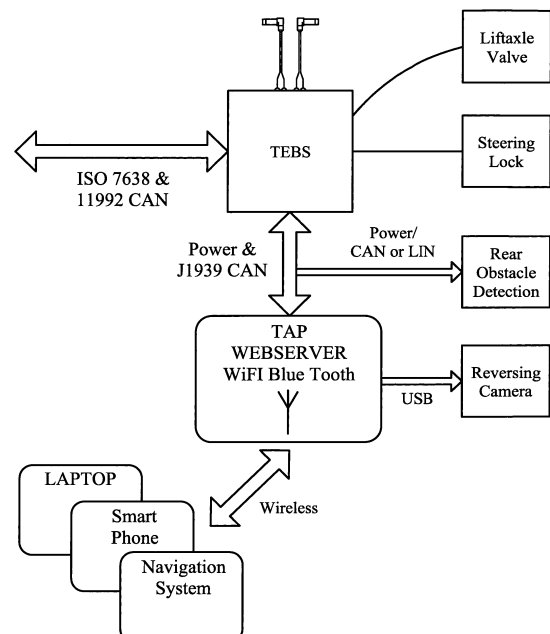 Liftaxle
Valve
TEBS
Steering
Lock
ISO 7638 &
11992 CAN
Power &
J1939 CAN
Power/
CAN or LIN
Rear
Obstacle
Detection
TAP
WEBSERVER
WiFI Blue Tooth
USB
Reversing
Camera
LAPTOP
Smart
Phone
Navigation
System
Wireless